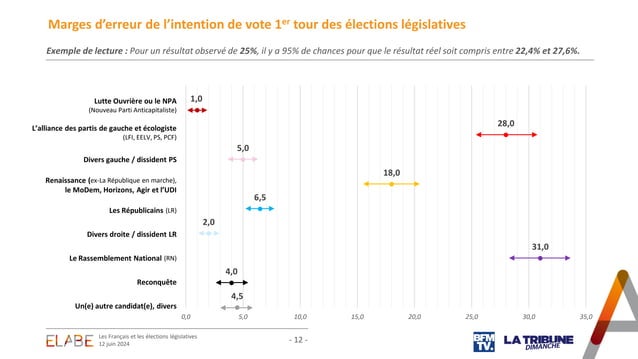 Marges d’erreur de l’intention de vote 1er tour des élections législatives
Exemple de lecture : Pour un résultat observé de 25%, il y a 95% de chances pour que le résultat réel soit compris entre 22,4% et 27,6%.
Lutte Ouvrière ou le NPA
(Nouveau Parti Anticapitaliste)
1,0
L’alliance des partis de gauche et écologiste
(LFI, EELV, PS, PCF)
28,0
Divers gauche / dissident PS
5,0
Renaissance (ex-La République en marche),
le MoDem, Horizons, Agir et l’UDI
18,0
Les Républicains (LR)
6,5
Divers droite / dissident LR
2,0
Le Rassemblement National (RN)
31,0
Reconquête
4,0
Un(e) autre candidat(e), divers
4,5
0,0 5,0 10,0 15,0 20,0 25,0 30,0 35,0
ELABE
Les Français et les élections législatives
12 juin 2024
- 12 -
BFM
TV.
LA TRIBUNE
DIMANCHE